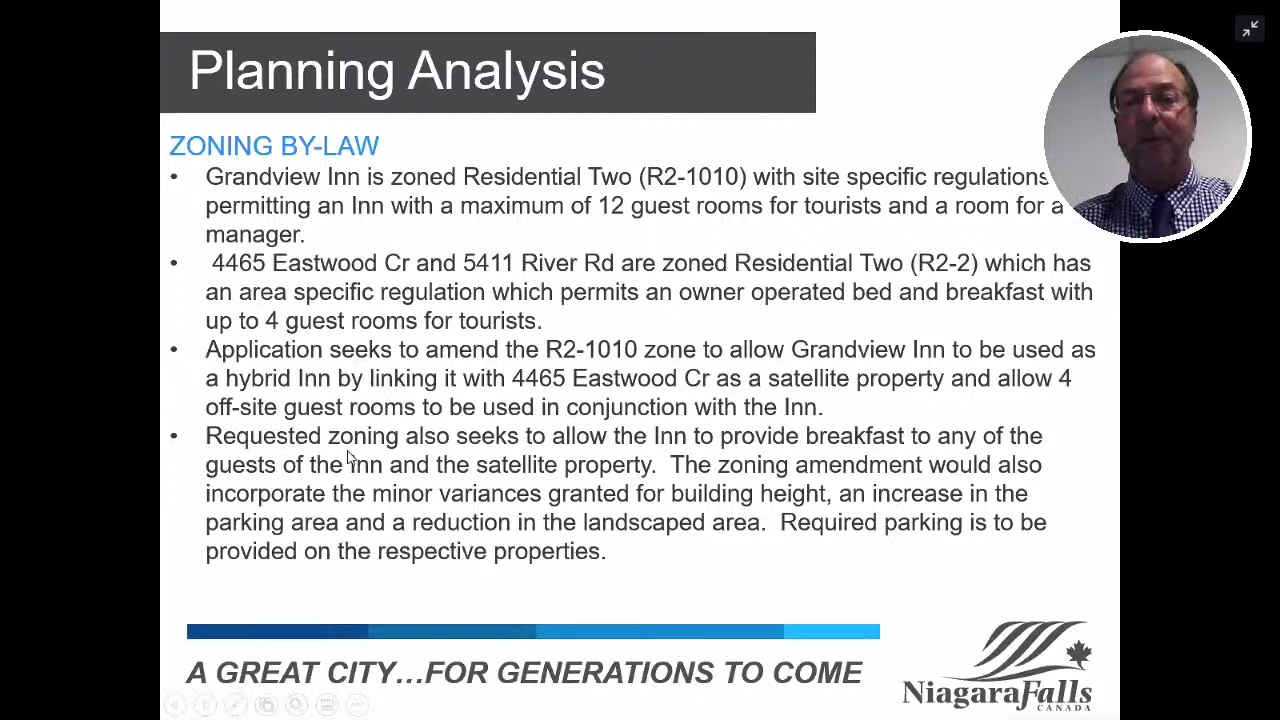 Planning Analysis
ZONING BY-LAW
• Grandview Inn is zoned Residential Two (R2-1010) with site specific regulations
permitting an Inn with a maximum of 12 guest rooms for tourists and a room for a
manager.
• 4465 Eastwood Cr and 5411 River Rd are zoned Residential Two (R2-2) which has
an area specific regulation which permits an owner operated bed and breakfast with
up to 4 guest rooms for tourists.
• Application seeks to amend the R2-1010 zone to allow Grandview Inn to be used as
a hybrid Inn by linking it with 4465 Eastwood Cr as a satellite property and allow 4
off-site guest rooms to be used in conjunction with the Inn.
• Requested zoning also seeks to allow the Inn to provide breakfast to any of the
guests of the Inn and the satellite property. The zoning amendment would also
incorporate the minor variances granted for building height, an increase in the
parking area and a reduction in the landscaped area. Required parking is to be
provided on the respective properties.
A GREAT CITY…FOR GENERATIONS TO COME
NiagaraFalls
CANADA